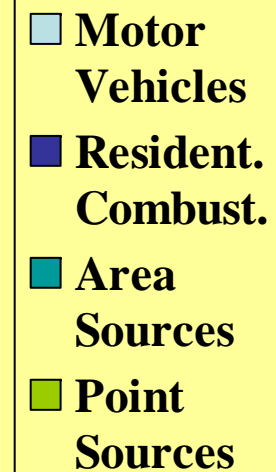 Motor
Vehicles
Resident.
Combust.
Area
Sources
Point
Sources